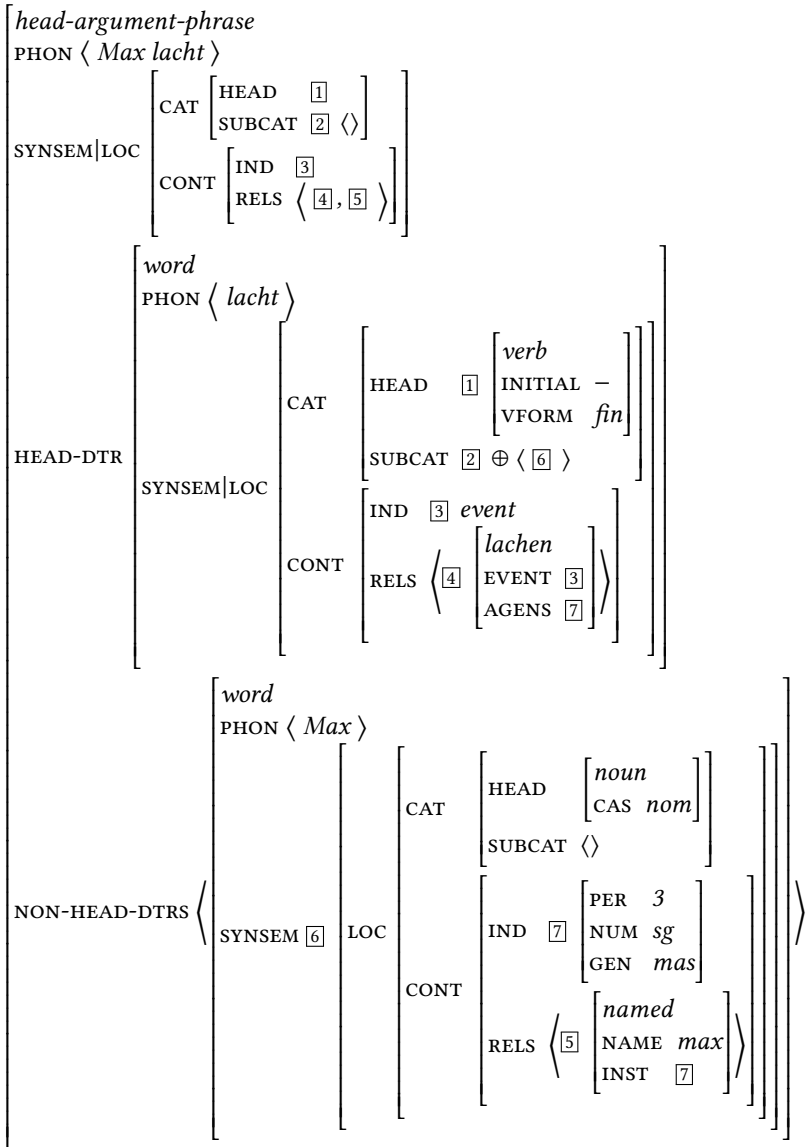 head-argument-phrase
PHON ⟨ Max lacht ⟩
SYNSEM|LOC
CAT
HEAD 1
SUBCAT 2 ⟨⟩
CONT
IND 3
RELS ⟨ 4 , 5 ⟩
HEAD-DTR
word
PHON ⟨ lacht ⟩
SYNSEM|LOC
CAT
HEAD 1
verb
INITIAL −
VFORM fin
SUBCAT 2 ⊕ ⟨ 6 ⟩
CONT
IND 3 event
RELS ⟨ 4
lachen
EVENT 3
AGENS 7
⟩
NON-HEAD-DTRS ⟨
word
PHON ⟨ Max ⟩
SYNSEM 6
LOC
CAT
HEAD
noun
CAS nom
SUBCAT ⟨⟩
CONT
IND 7
PER 3
NUM sg
GEN mas
RELS ⟨ 5
named
NAME max
INST 7
⟩
⟩